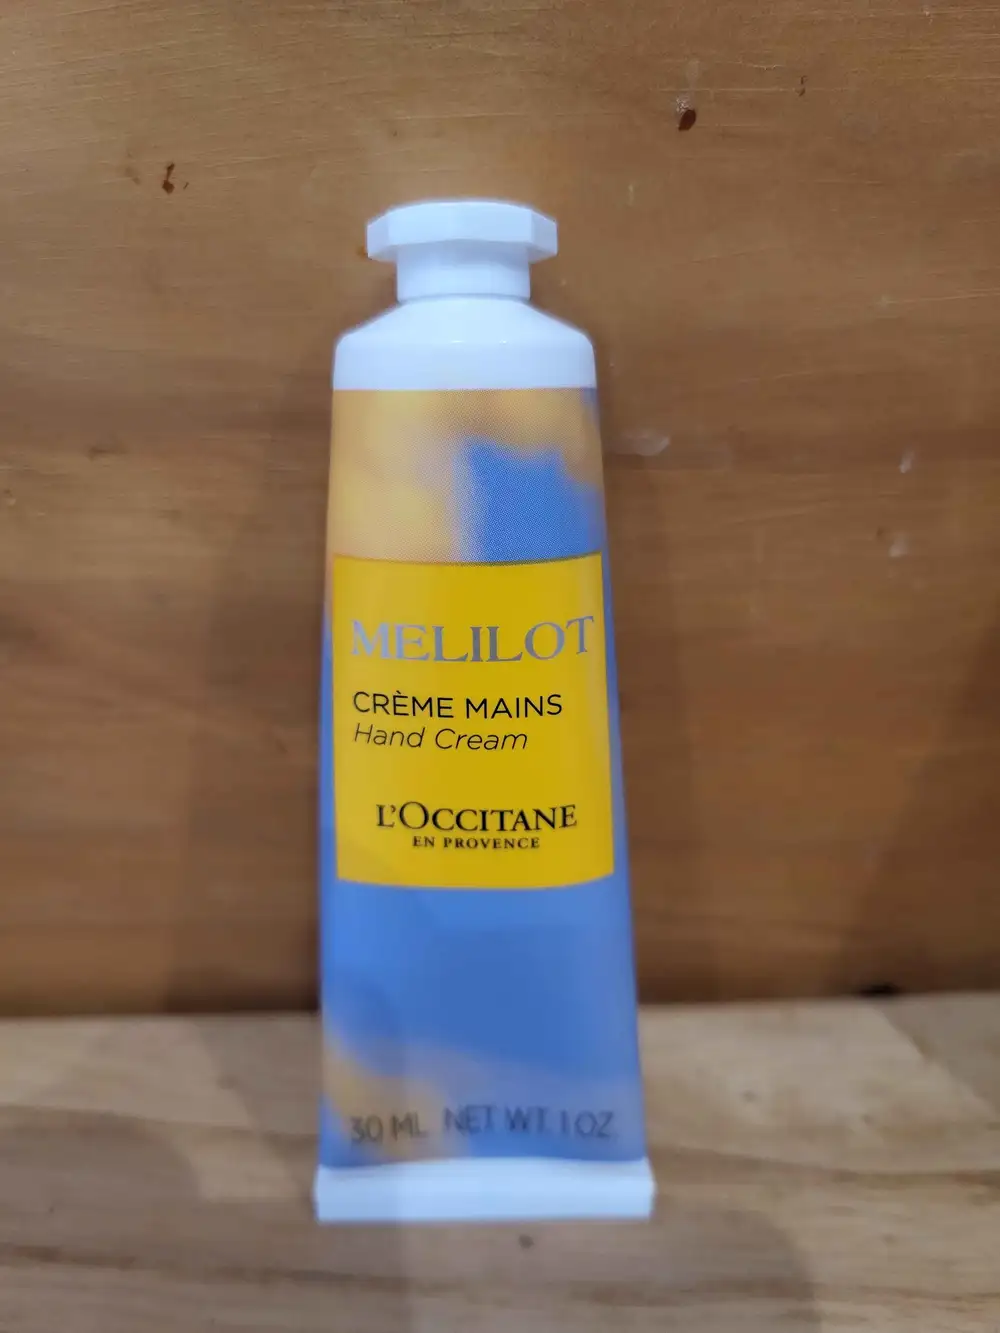 MELILOT
CRÈME MAINS
Hand Cream
L'OCCITANE
EN PROVENCE
30 ML NET WT. 1 OZ.